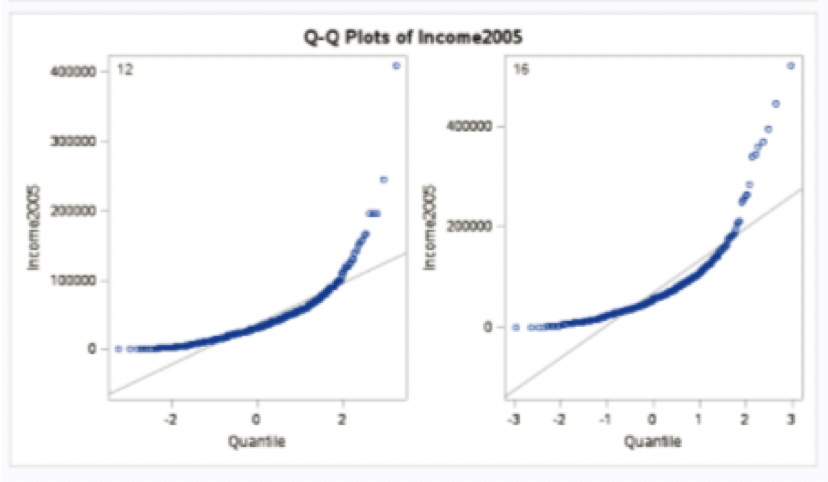 Q-Q Plots of Income2005
12
400000
300000
200000
100000
0
Income2005
-2 0 2
Quantile
16
400000
200000
0
Income2005
-3 -2 -1 0 1 2 3
Quantile